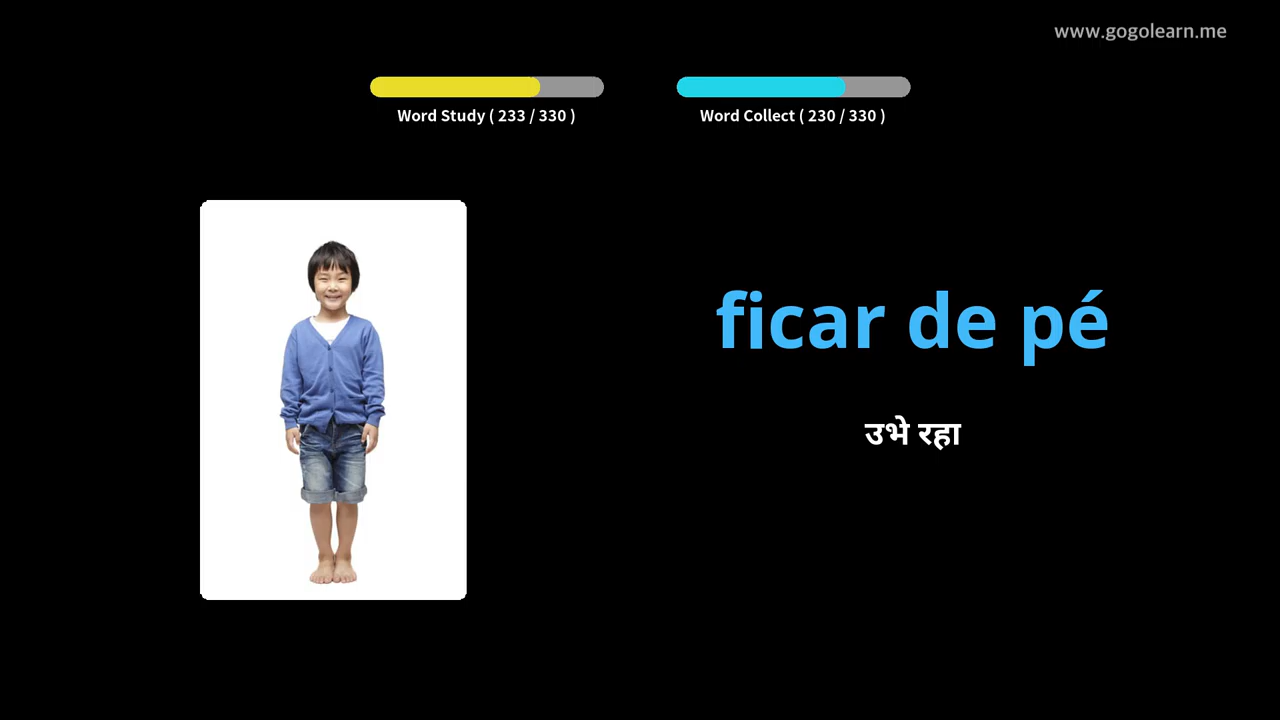 www.gogolearn.me
Word Study ( 233 / 330 )
Word Collect ( 230 / 330 )
ficar de pé
उभे रहा